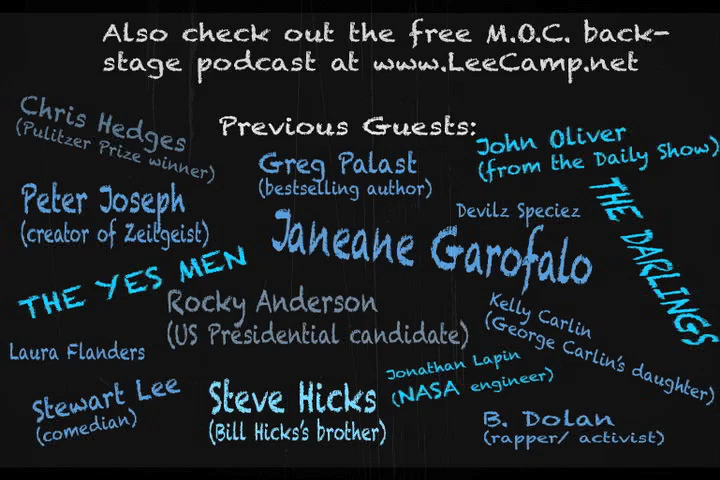 Also check out the free M.O.C. back-
stage podcast at www.LeeCamp.net
Previous Guests:
Chris Hedges
(Pulitzer Prize winner)
Greg Palast
(bestselling author)
John Oliver
(from the Daily Show)
Peter Joseph
(creator of Zeitgeist)
Devilz Speciez
Janeane Garofalo
THE DARLINGS
THE YES MEN
Rocky Anderson
(US Presidential candidate)
Kelly Carlin
(George Carlin's daughter)
Laura Flanders
Jonathan Lapin
(NASA engineer)
Stewart Lee
(comedian)
Steve Hicks
(Bill Hicks's brother)
B. Dolan
(rapper/ activist)